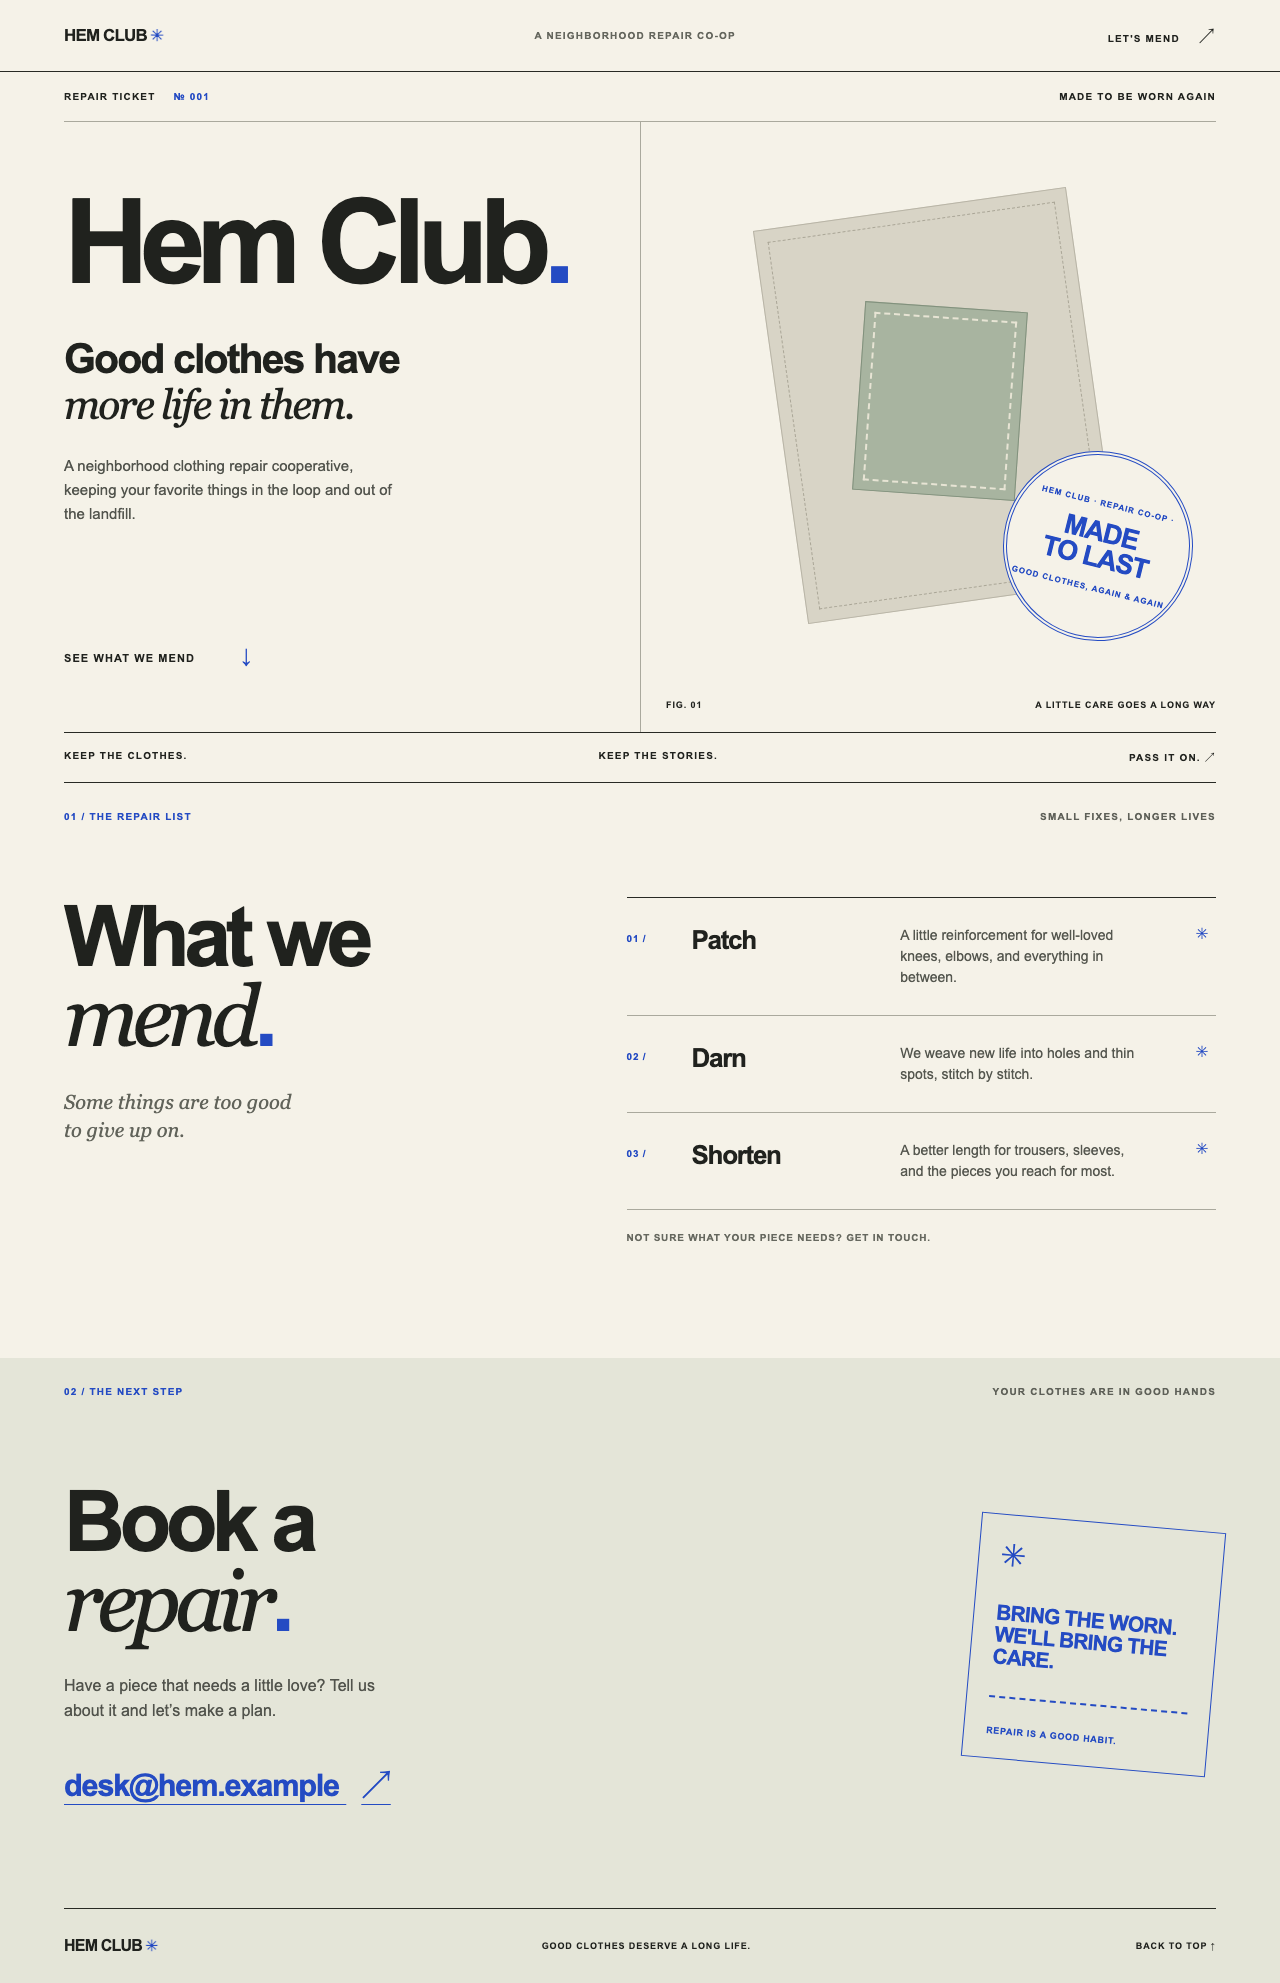 HEM CLUB ✳
A NEIGHBORHOOD REPAIR CO-OP
LET'S MEND ↗
REPAIR TICKET № 001
MADE TO BE WORN AGAIN
Hem Club.
Good clothes have
more life in them.
A neighborhood clothing repair cooperative,
keeping your favorite things in the loop and out of
the landfill.
SEE WHAT WE MEND ↓
HEM CLUB · REPAIR CO-OP ·
MADE
TO LAST
GOOD CLOTHES, AGAIN & AGAIN
FIG. 01
A LITTLE CARE GOES A LONG WAY
KEEP THE CLOTHES.
KEEP THE STORIES.
PASS IT ON. ↗
01 / THE REPAIR LIST
SMALL FIXES, LONGER LIVES
What we
mend.
Some things are too good
to give up on.
01 /
Patch
A little reinforcement for well-loved
knees, elbows, and everything in
between.
✳
02 /
Darn
We weave new life into holes and thin
spots, stitch by stitch.
✳
03 /
Shorten
A better length for trousers, sleeves,
and the pieces you reach for most.
✳
NOT SURE WHAT YOUR PIECE NEEDS? GET IN TOUCH.
02 / THE NEXT STEP
YOUR CLOTHES ARE IN GOOD HANDS
Book a
repair.
Have a piece that needs a little love? Tell us
about it and let’s make a plan.
desk@hem.example ↗
✳
BRING THE WORN.
WE'LL BRING THE
CARE.
REPAIR IS A GOOD HABIT.
HEM CLUB ✳
GOOD CLOTHES DESERVE A LONG LIFE.
BACK TO TOP ↑